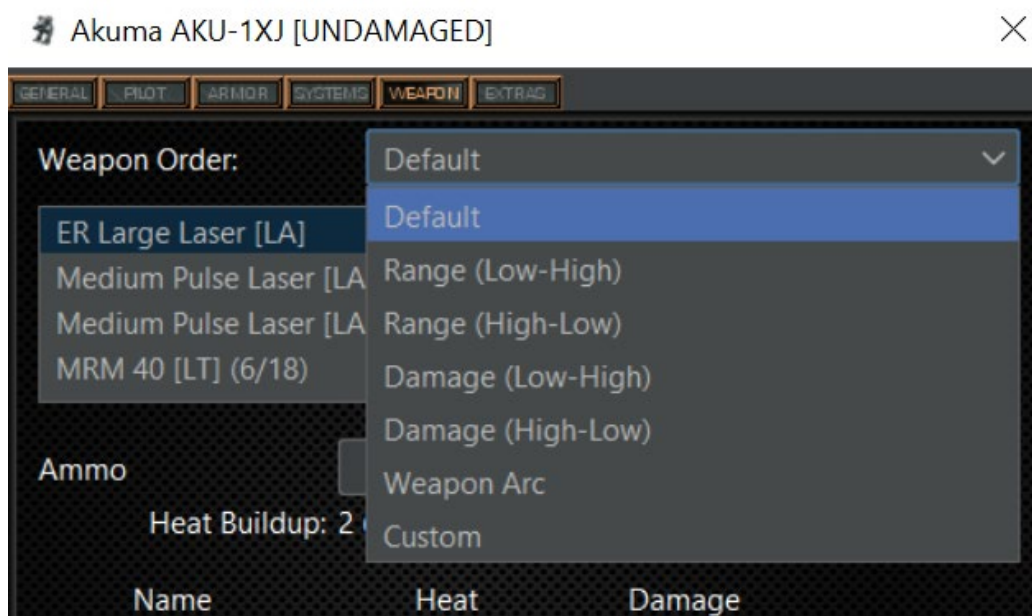 Akuma AKU-1XJ [UNDAMAGED]
GENERAL PILOT ARMOR SYSTEMS WEAPON EXTRAS
Weapon Order: Default
Default
ER Large Laser [LA]
Range (Low-High)
Medium Pulse Laser [LA
Range (High-Low)
Medium Pulse Laser [LA
Damage (Low-High)
MRM 40 [LT] (6/18)
Damage (High-Low)
Ammo
Weapon Arc
Heat Buildup: 2
Custom
Name Heat Damage